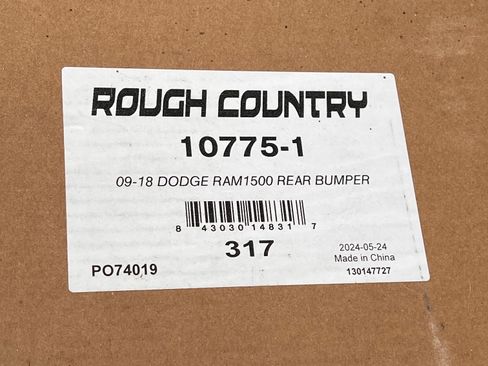 ROUGH COUNTRY
10775-1
09-18 DODGE RAM1500 REAR BUMPER
8 43030 14831 7
317
2024-05-24
Made in China
PO74019
130147727